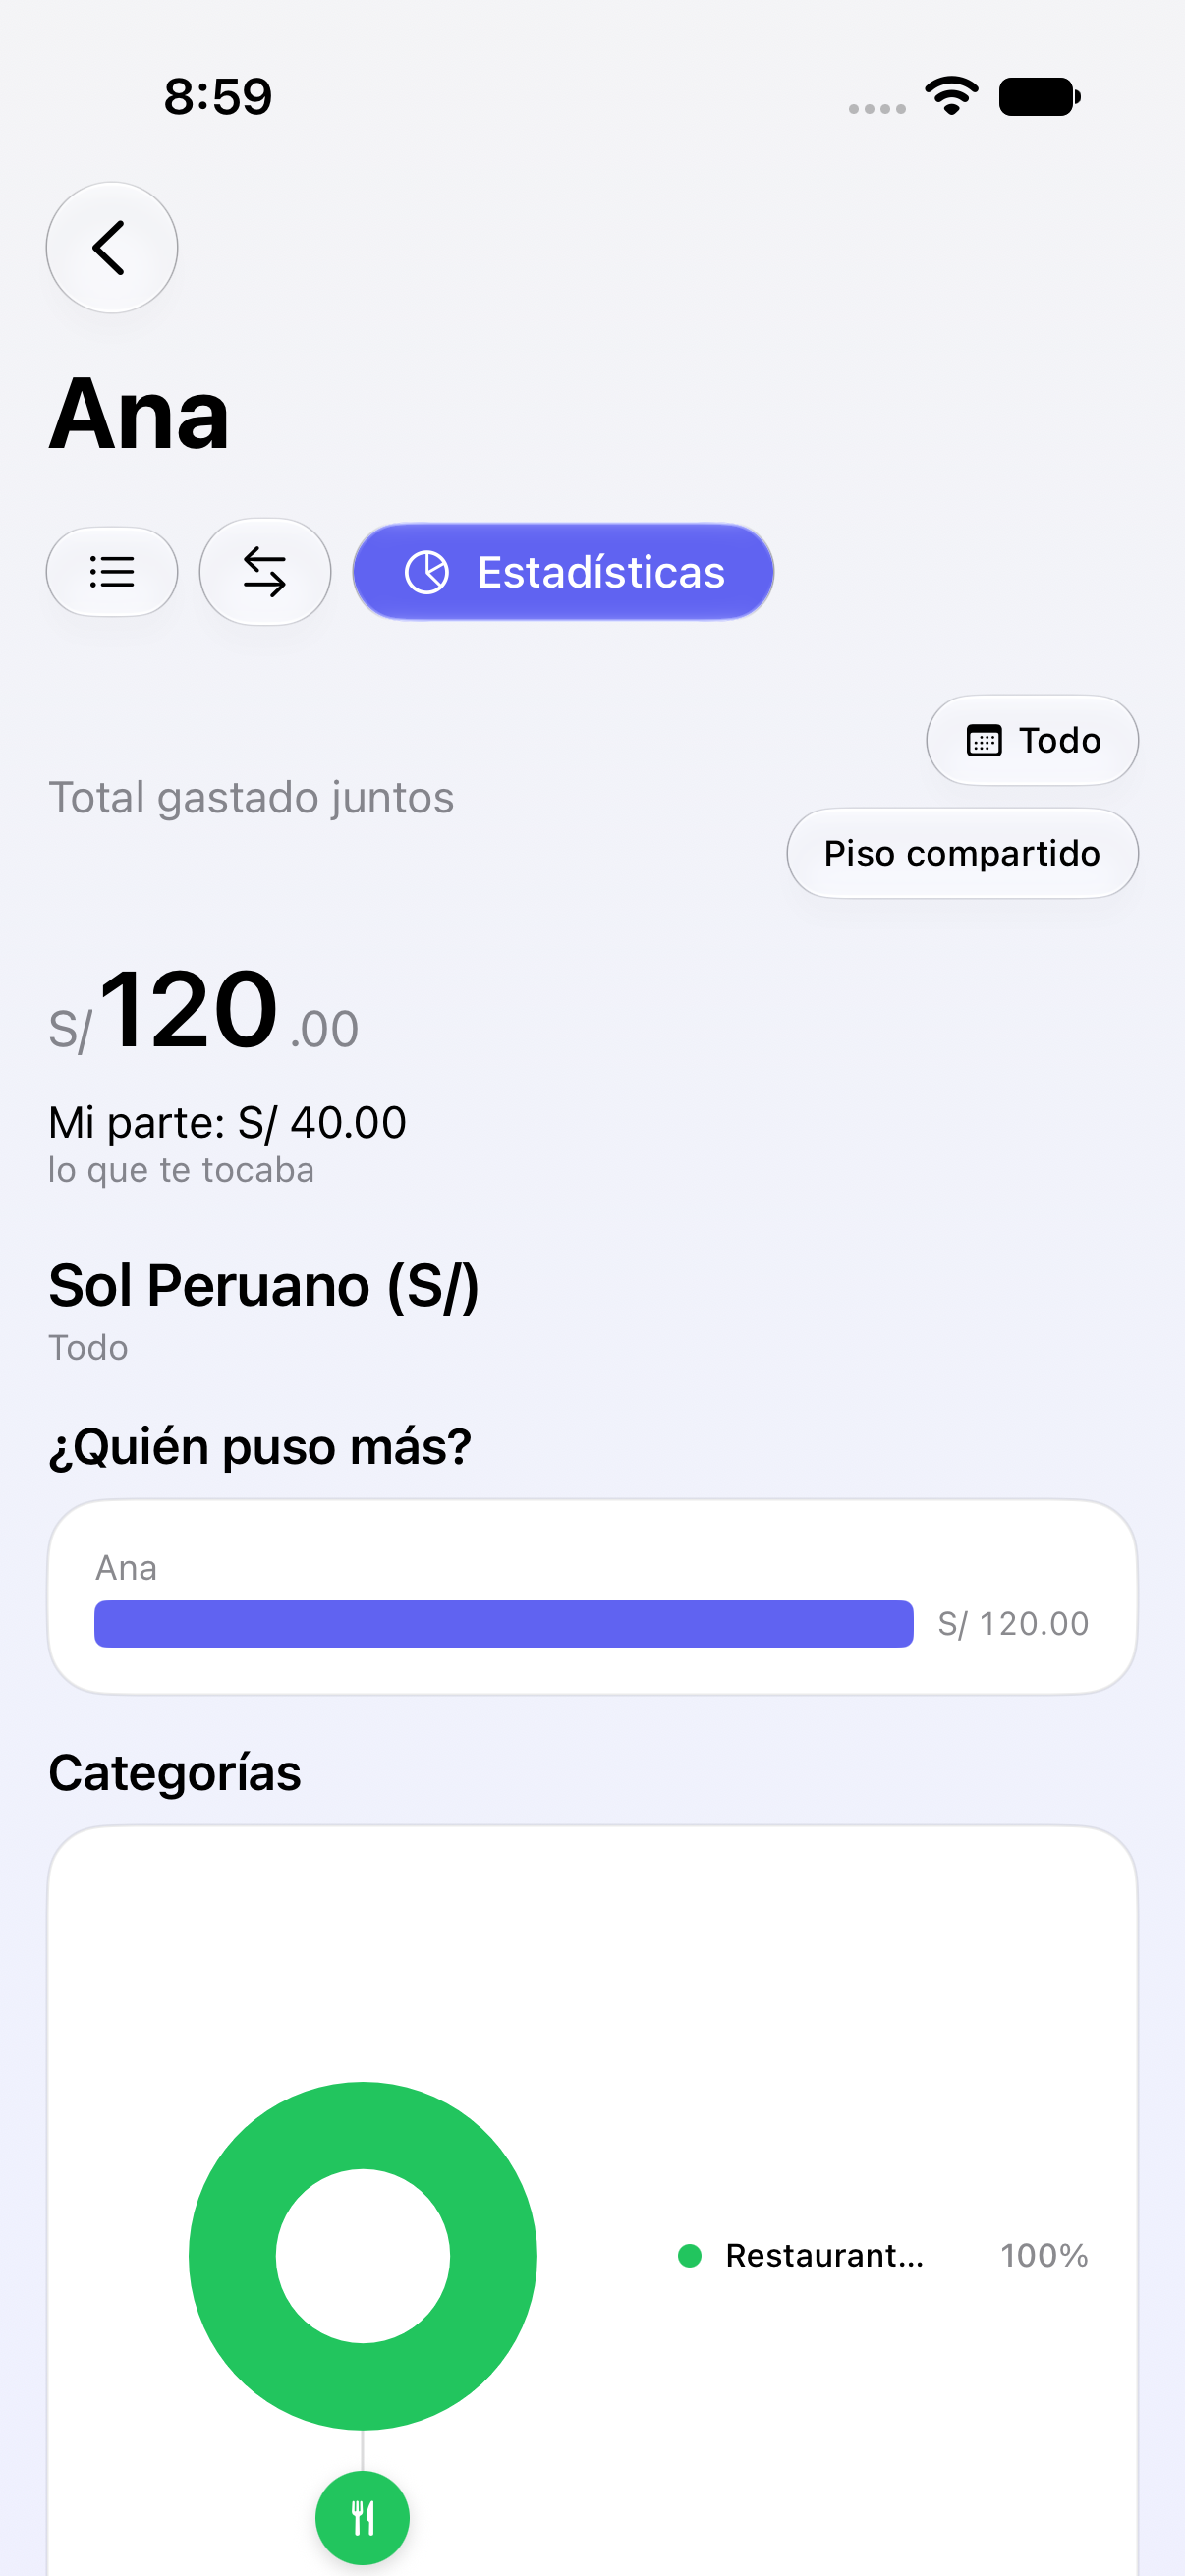 8:59
Ana
Estadísticas
Todo
Total gastado juntos
Piso compartido
S/120.00
Mi parte: S/ 40.00
lo que te tocaba
Sol Peruano (S/)
Todo
¿Quién puso más?
Ana
S/ 120.00
Categorías
Restaurant... 100%